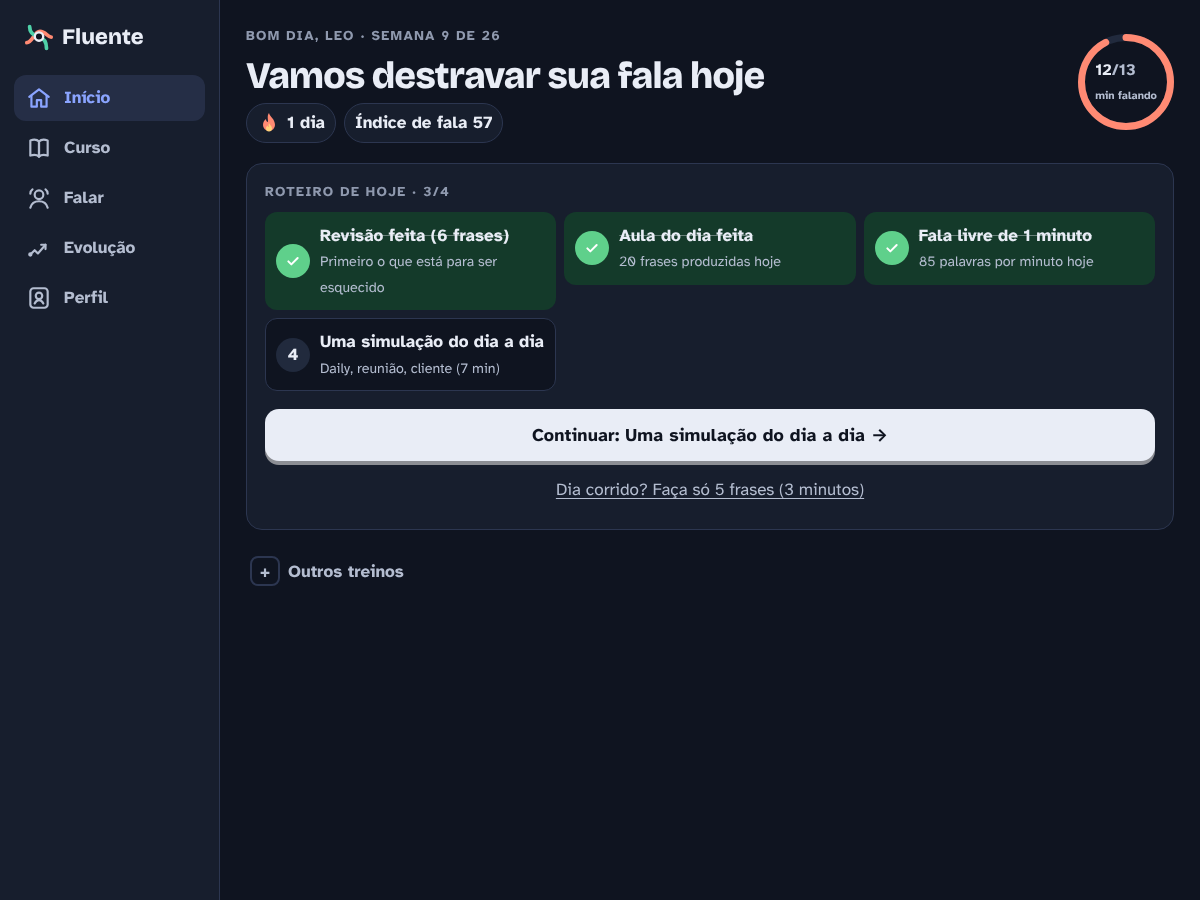 Fluente
Início
Curso
Falar
Evolução
Perfil
BOM DIA, LEO · SEMANA 9 DE 26
Vamos destravar sua fala hoje
1 dia
Índice de fala 57
12/13
min falando
ROTEIRO DE HOJE · 3/4
Revisão feita (6 frases)
Primeiro o que está para ser
esquecido
Aula do dia feita
20 frases produzidas hoje
Fala livre de 1 minuto
85 palavras por minuto hoje
4
Uma simulação do dia a dia
Daily, reunião, cliente (7 min)
Continuar: Uma simulação do dia a dia →
Dia corrido? Faça só 5 frases (3 minutos)
+ Outros treinos